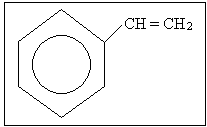 CH = CH2